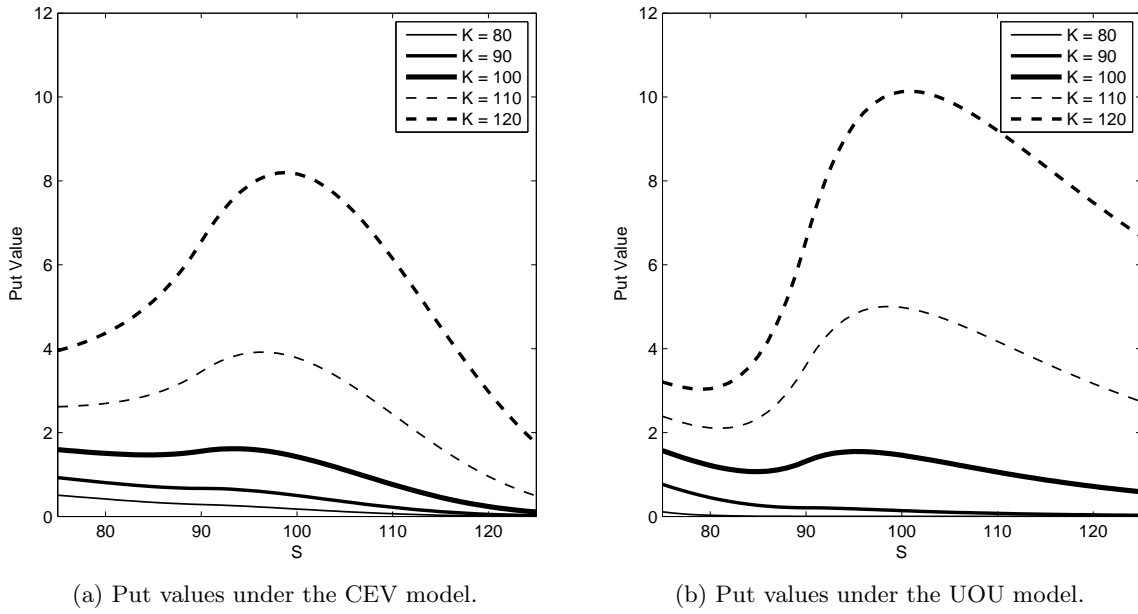 12
10
8
6
4
2
0
Put Value
80 90 100 110 120
S
K = 80
K = 90
K = 100
K = 110
K = 120
(a) Put values under the CEV model.
12
10
8
6
4
2
0
Put Value
80 90 100 110 120
S
K = 80
K = 90
K = 100
K = 110
K = 120
(b) Put values under the UOU model.